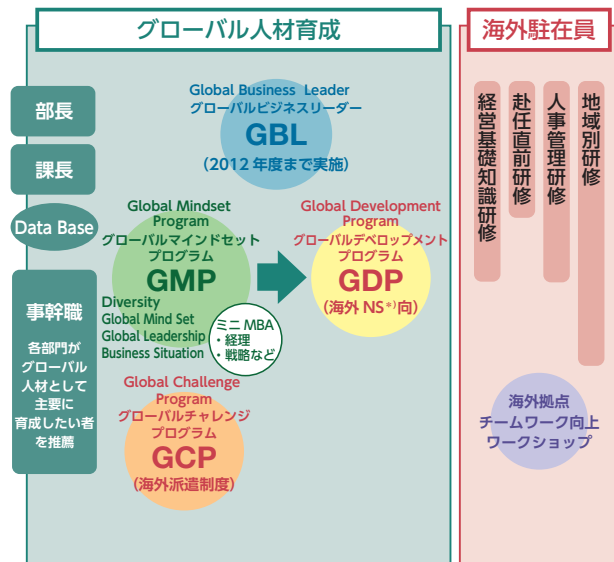 グローバル人材育成
海外駐在員
部長
課長
Data Base
事幹職
各部門が
グローバル
人材として
主要に
育成したい者
を推薦
Global Business Leader
グローバルビジネスリーダー
GBL
(2012年度まで実施)
Global Mindset
Program
グローバルマインドセット
プログラム
GMP
Diversity
Global Mind Set
Global Leadership
Business Situation
ミニMBA
・経理
・戦略など
Global Development
Program
グローバルデベロップメント
プログラム
GDP
(海外NS*)向)
Global Challenge
Program
グローバルチャレンジ
プログラム
GCP
(海外派遣制度)
経営基礎知識研修
赴任直前研修
人事管理研修
地域別研修
海外拠点
チームワーク向上
ワークショップ